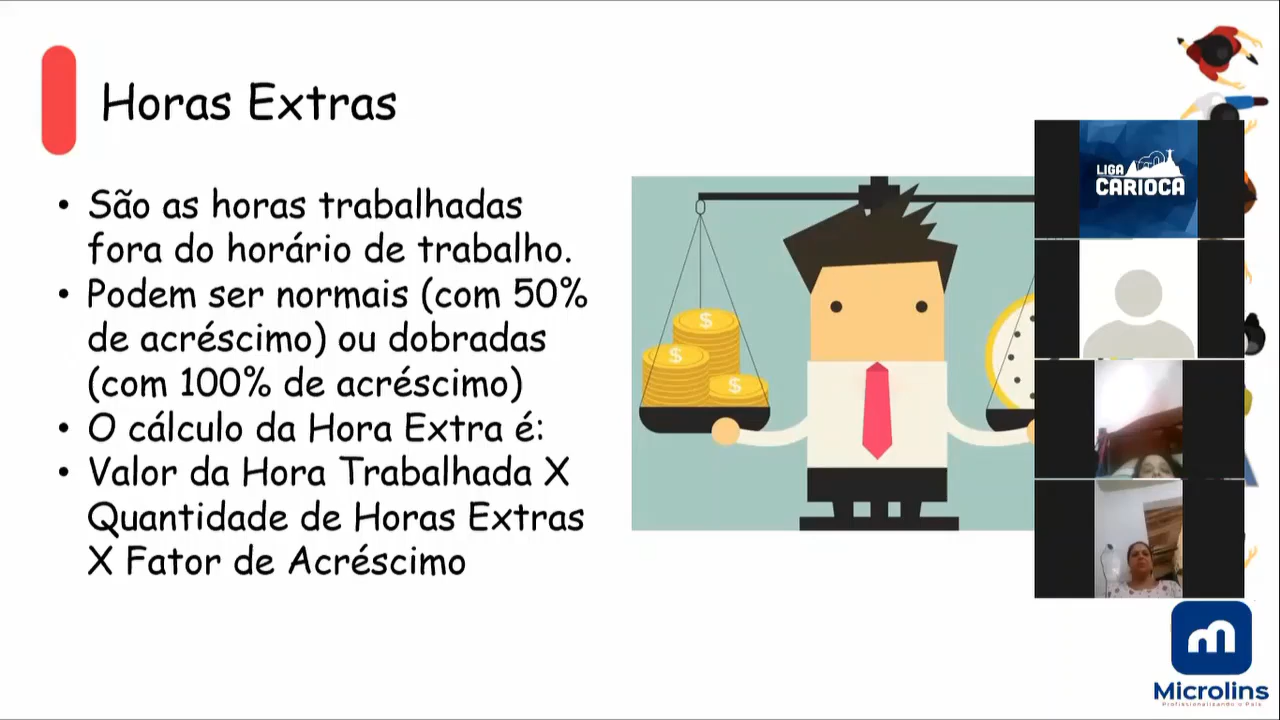 Horas Extras
• São as horas trabalhadas
fora do horário de trabalho.
• Podem ser normais (com 50%
de acréscimo) ou dobradas
(com 100% de acréscimo)
• O cálculo da Hora Extra é:
• Valor da Hora Trabalhada X
Quantidade de Horas Extras
X Fator de Acréscimo
$
$
$
LIGA
CARIOCA
Microlins
Profissionalizando o País